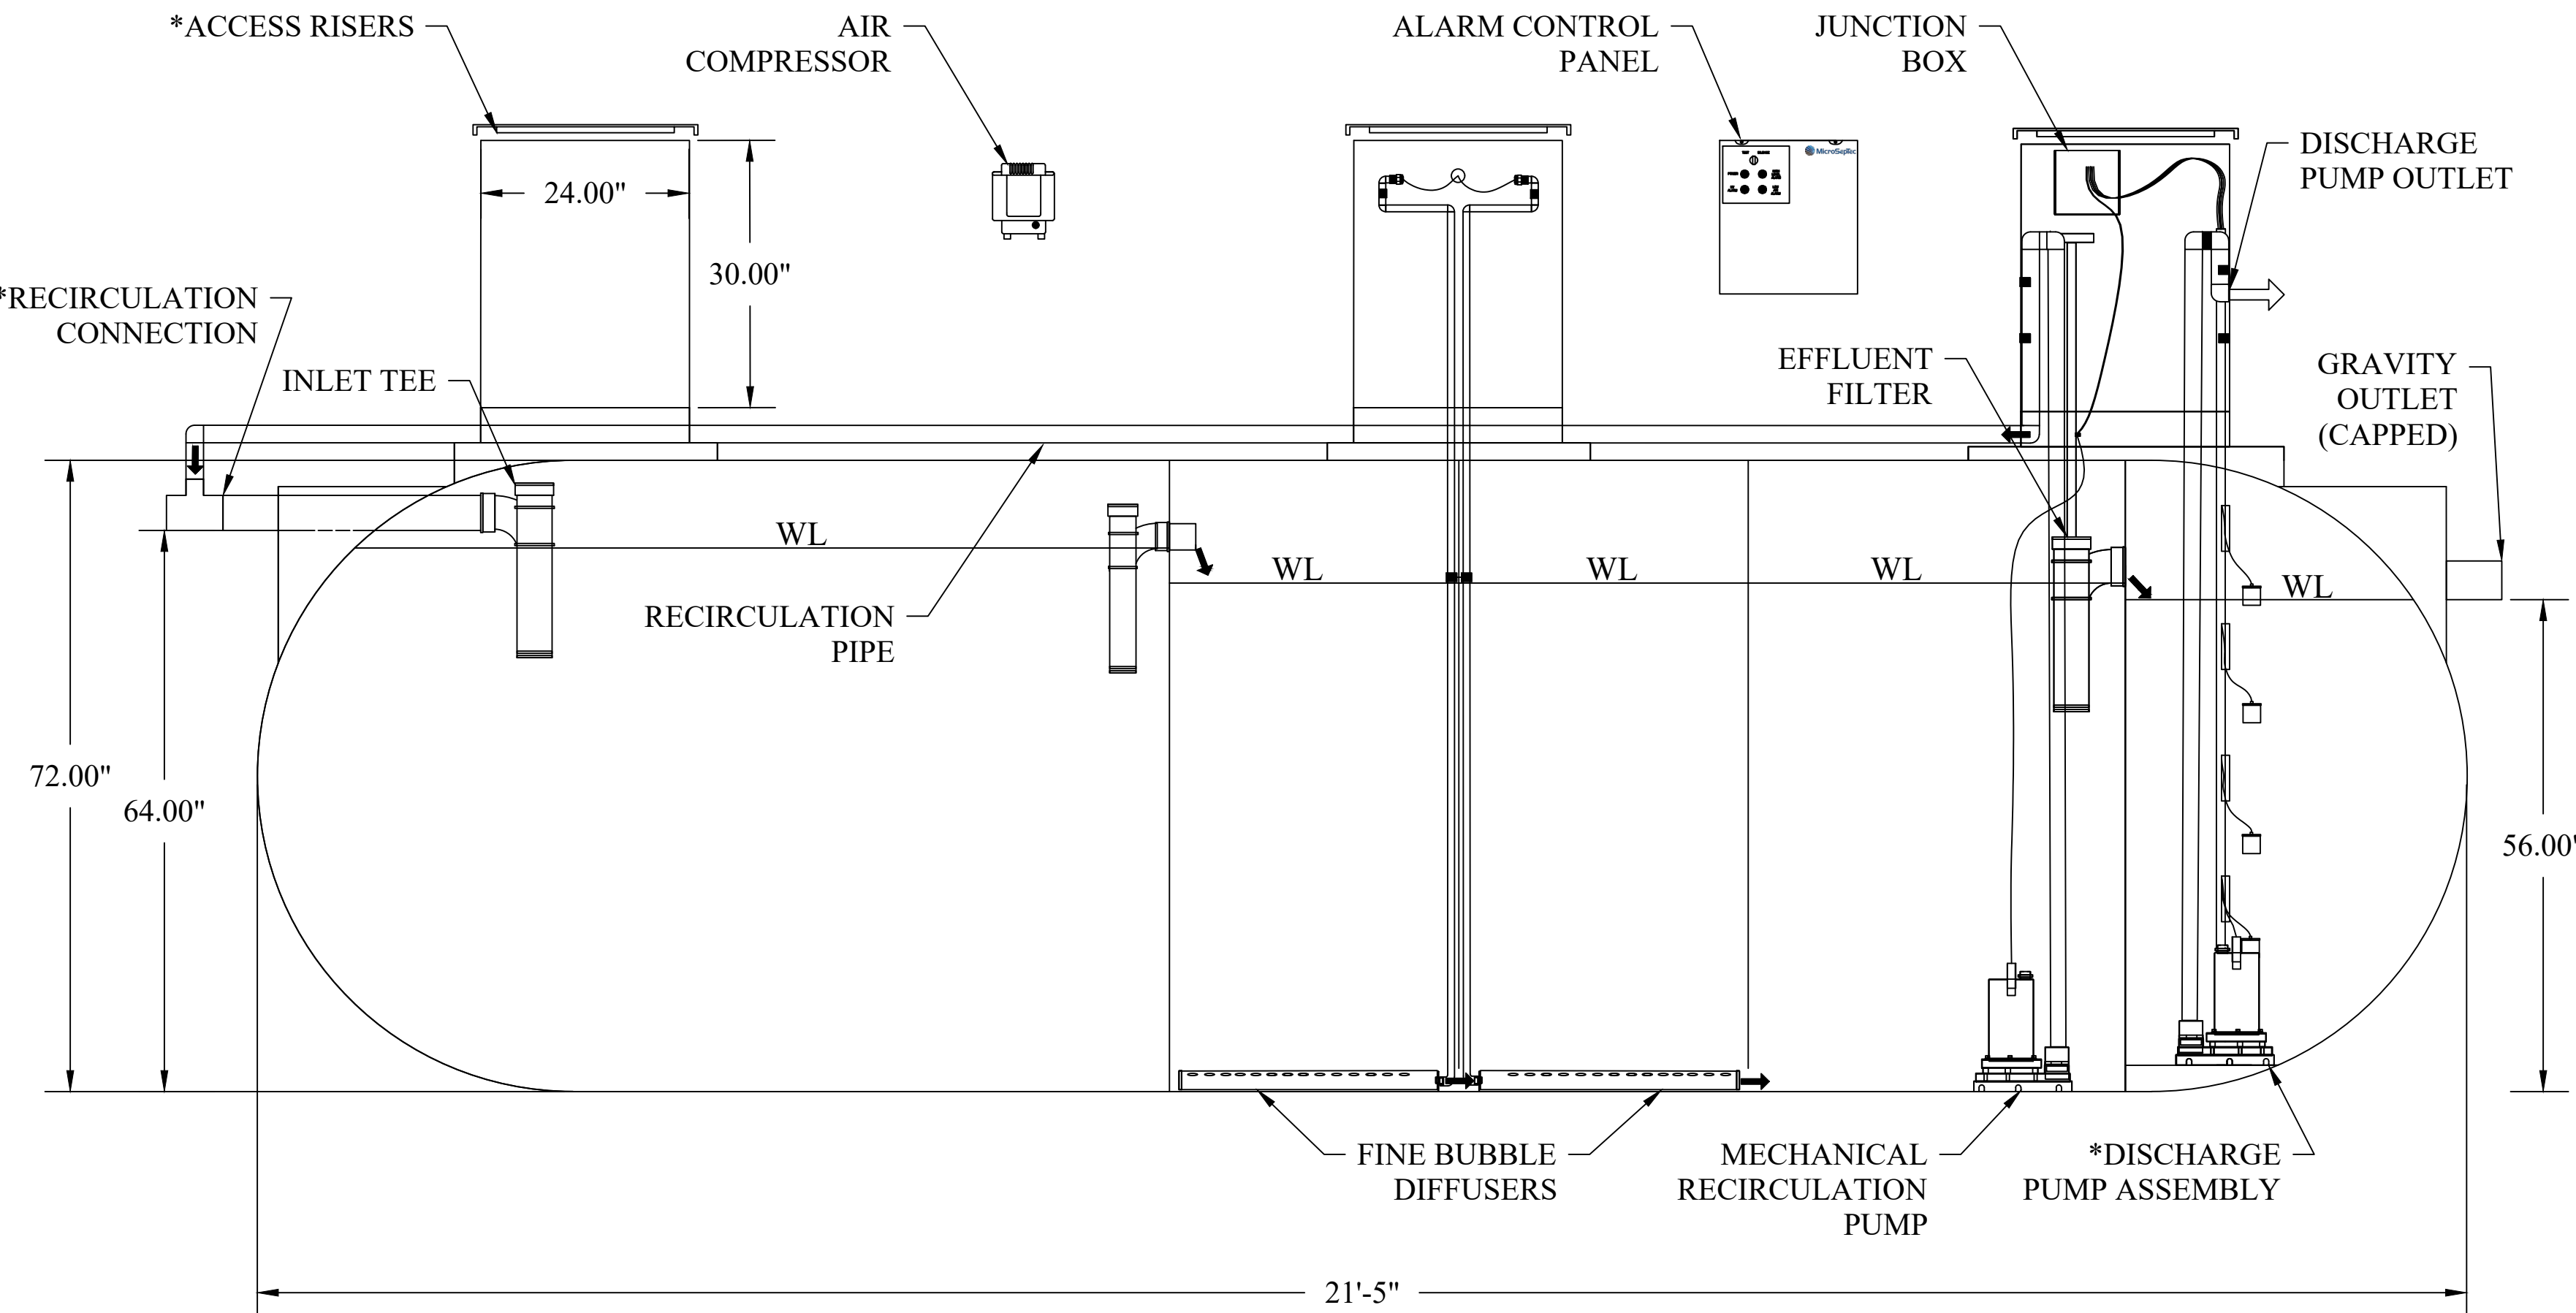 *ACCESS RISERS
AIR
COMPRESSOR
ALARM CONTROL
PANEL
JUNCTION
BOX
DISCHARGE
PUMP OUTLET
MicroSepTec
24.00"
30.00"
*RECIRCULATION
CONNECTION
INLET TEE
EFFLUENT
FILTER
GRAVITY
OUTLET
(CAPPED)
WL
WL
WL
WL
WL
RECIRCULATION
PIPE
72.00"
64.00"
56.00"
FINE BUBBLE
DIFFUSERS
MECHANICAL
RECIRCULATION
PUMP
*DISCHARGE
PUMP ASSEMBLY
21'-5"